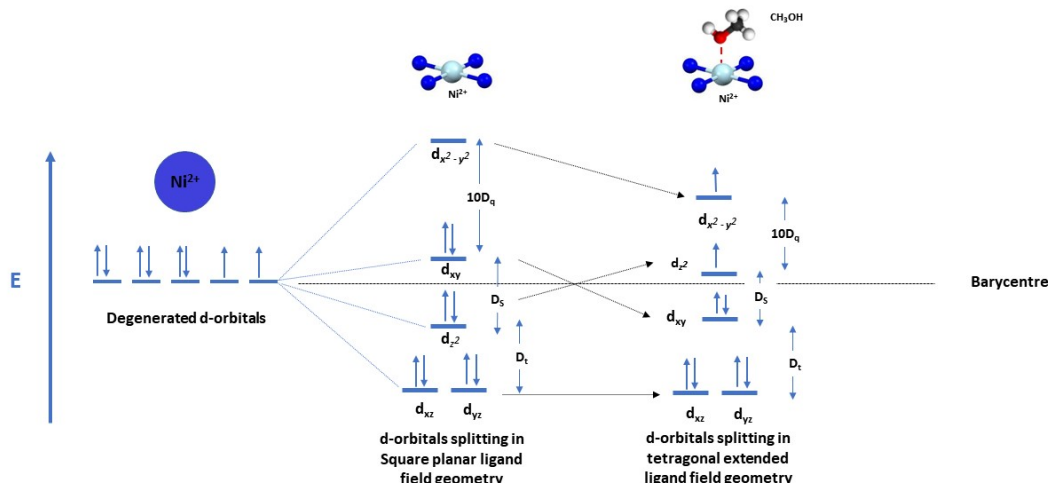 CH₃OH
Ni²⁺
Ni²⁺
Ni²⁺
E
Degenerated d-orbitals
dx² - y²
10Dq
dxy
DS
dz²
Dt
dxz dyz
d-orbitals splitting in
Square planar ligand
field geometry
dx² - y²
10Dq
dz²
DS
dxy
Dt
dxz dyz
d-orbitals splitting in
tetragonal extended
ligand field geometry
Barycentre